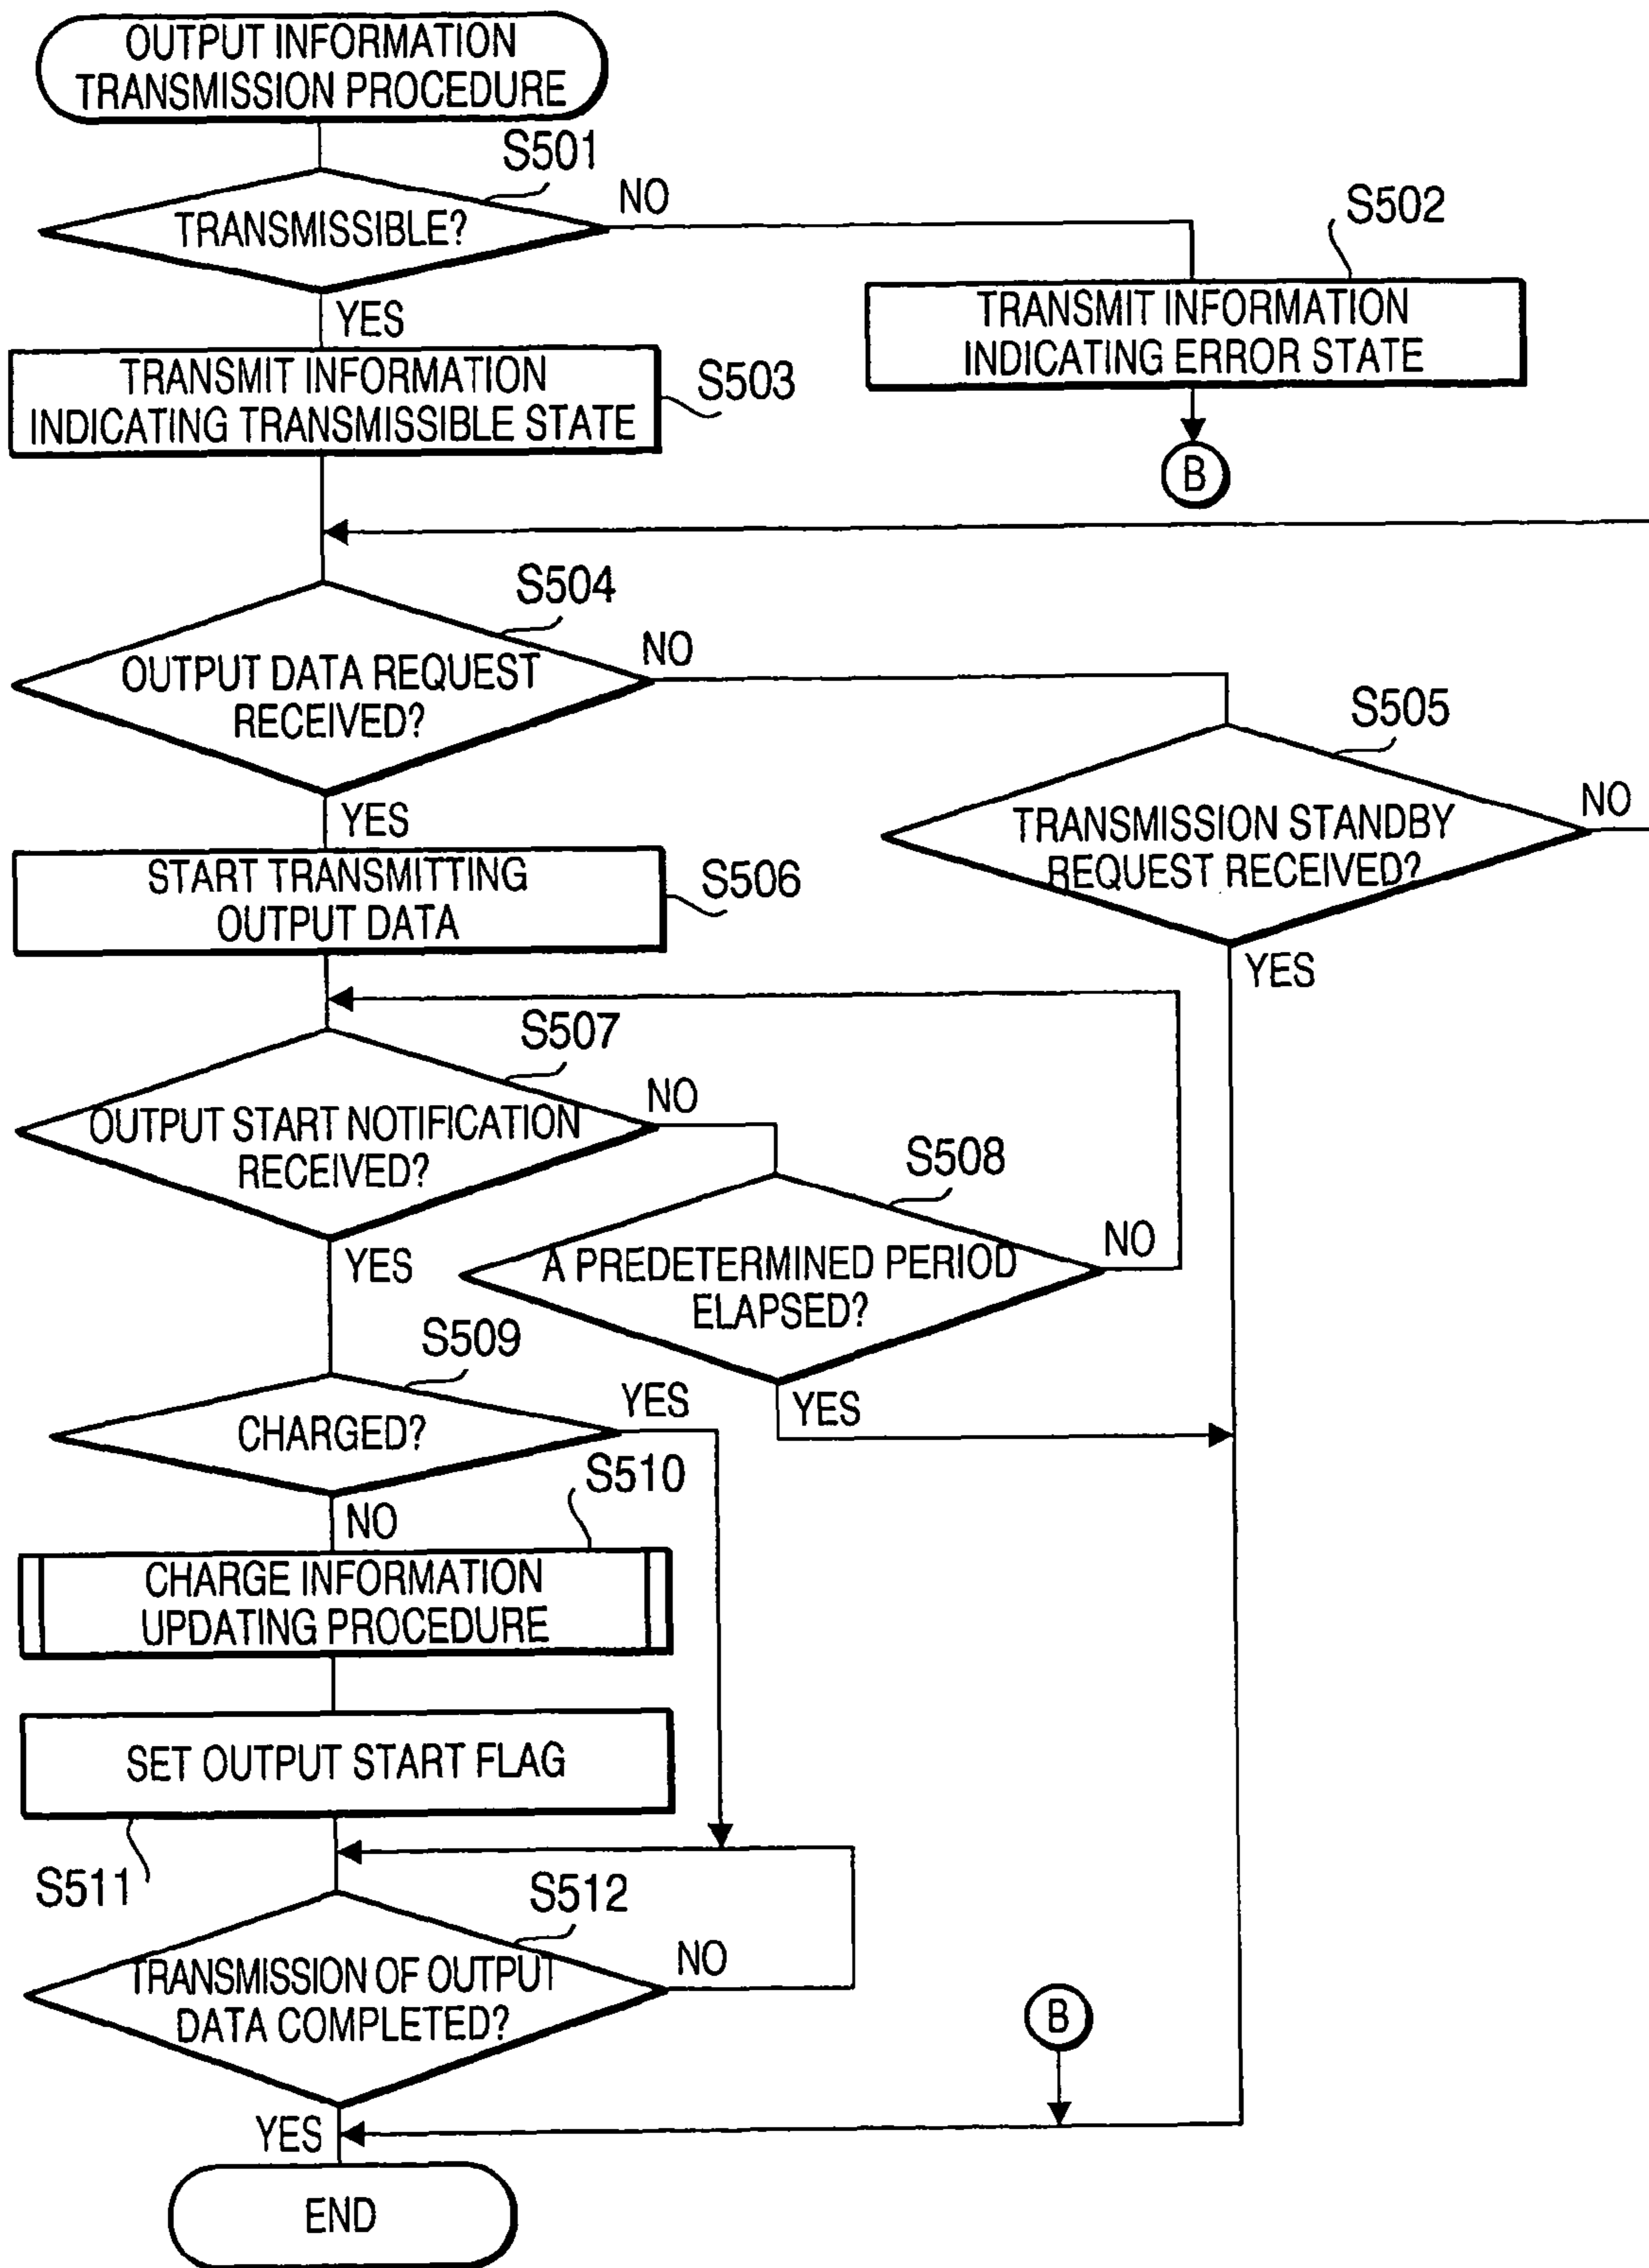 OUTPUT INFORMATION
TRANSMISSION PROCEDURE
S501
TRANSMISSIBLE?
NO
YES
S502
TRANSMIT INFORMATION
INDICATING ERROR STATE
B
TRANSMIT INFORMATION
INDICATING TRANSMISSIBLE STATE
S503
S504
OUTPUT DATA REQUEST
RECEIVED?
NO
YES
S505
TRANSMISSION STANDBY
REQUEST RECEIVED?
NO
YES
START TRANSMITTING
OUTPUT DATA
S506
S507
OUTPUT START NOTIFICATION
RECEIVED?
NO
YES
S508
A PREDETERMINED PERIOD
ELAPSED?
NO
YES
S509
CHARGED?
YES
NO
S510
CHARGE INFORMATION
UPDATING PROCEDURE
SET OUTPUT START FLAG
S511
S512
TRANSMISSION OF OUTPUT
DATA COMPLETED?
NO
YES
B
END